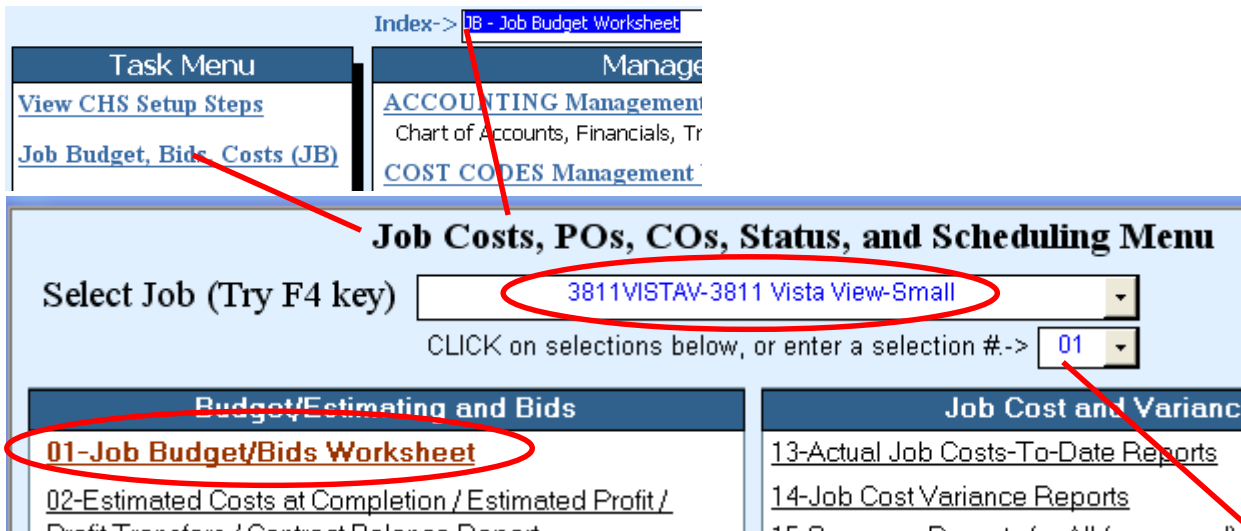 Index-> JB - Job Budget Worksheet
Task Menu
Manage
View CHS Setup Steps
ACCOUNTING Management
Chart of Accounts, Financials, Tr
Job Budget, Bids, Costs (JB)
COST CODES Management
Job Costs, POs, COs, Status, and Scheduling Menu
Select Job (Try F4 key) 3811VISTAV-3811 Vista View-Small
CLICK on selections below, or enter a selection #.-> 01
Budget/Estimating and Bids
Job Cost and Varianc
01-Job Budget/Bids Worksheet
13-Actual Job Costs-To-Date Reports
02-Estimated Costs at Completion / Estimated Profit /
14-Job Cost Variance Reports